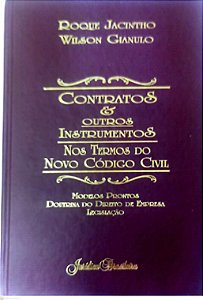 Roque Jacintho
Wilson Gianulo
Contratos
&
outros
Instrumentos
Nos Termos do
Novo Código Civil
Modelos Prontos
Doutrina do Direito de Empresa
Legislação
Jurídica Brasileira